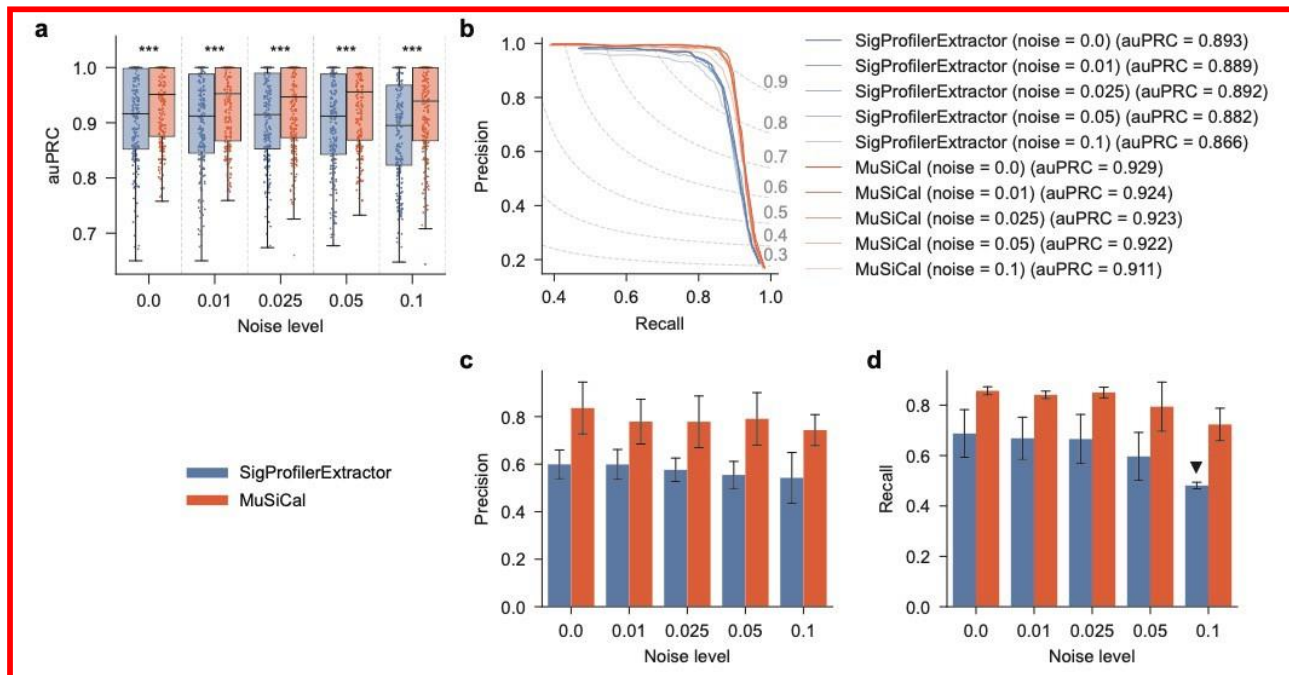 a
*** *** *** *** ***
auPRC
1.0
0.9
0.8
0.7
0.0 0.01 0.025 0.05 0.1
Noise level
b
Precision
1.0
0.8
0.6
0.4
0.2
0.9
0.8
0.7
0.6
0.5
0.4
0.3
0.4 0.6 0.8 1.0
Recall
SigProfilerExtractor (noise = 0.0) (auPRC = 0.893)
SigProfilerExtractor (noise = 0.01) (auPRC = 0.889)
SigProfilerExtractor (noise = 0.025) (auPRC = 0.892)
SigProfilerExtractor (noise = 0.05) (auPRC = 0.882)
SigProfilerExtractor (noise = 0.1) (auPRC = 0.866)
MuSiCal (noise = 0.0) (auPRC = 0.929)
MuSiCal (noise = 0.01) (auPRC = 0.924)
MuSiCal (noise = 0.025) (auPRC = 0.923)
MuSiCal (noise = 0.05) (auPRC = 0.922)
MuSiCal (noise = 0.1) (auPRC = 0.911)
SigProfilerExtractor
MuSiCal
c
Precision
0.8
0.6
0.4
0.2
0.0
0.0 0.01 0.025 0.05 0.1
Noise level
d
Recall
0.8
0.6
0.4
0.2
0.0
0.0 0.01 0.025 0.05 0.1
Noise level